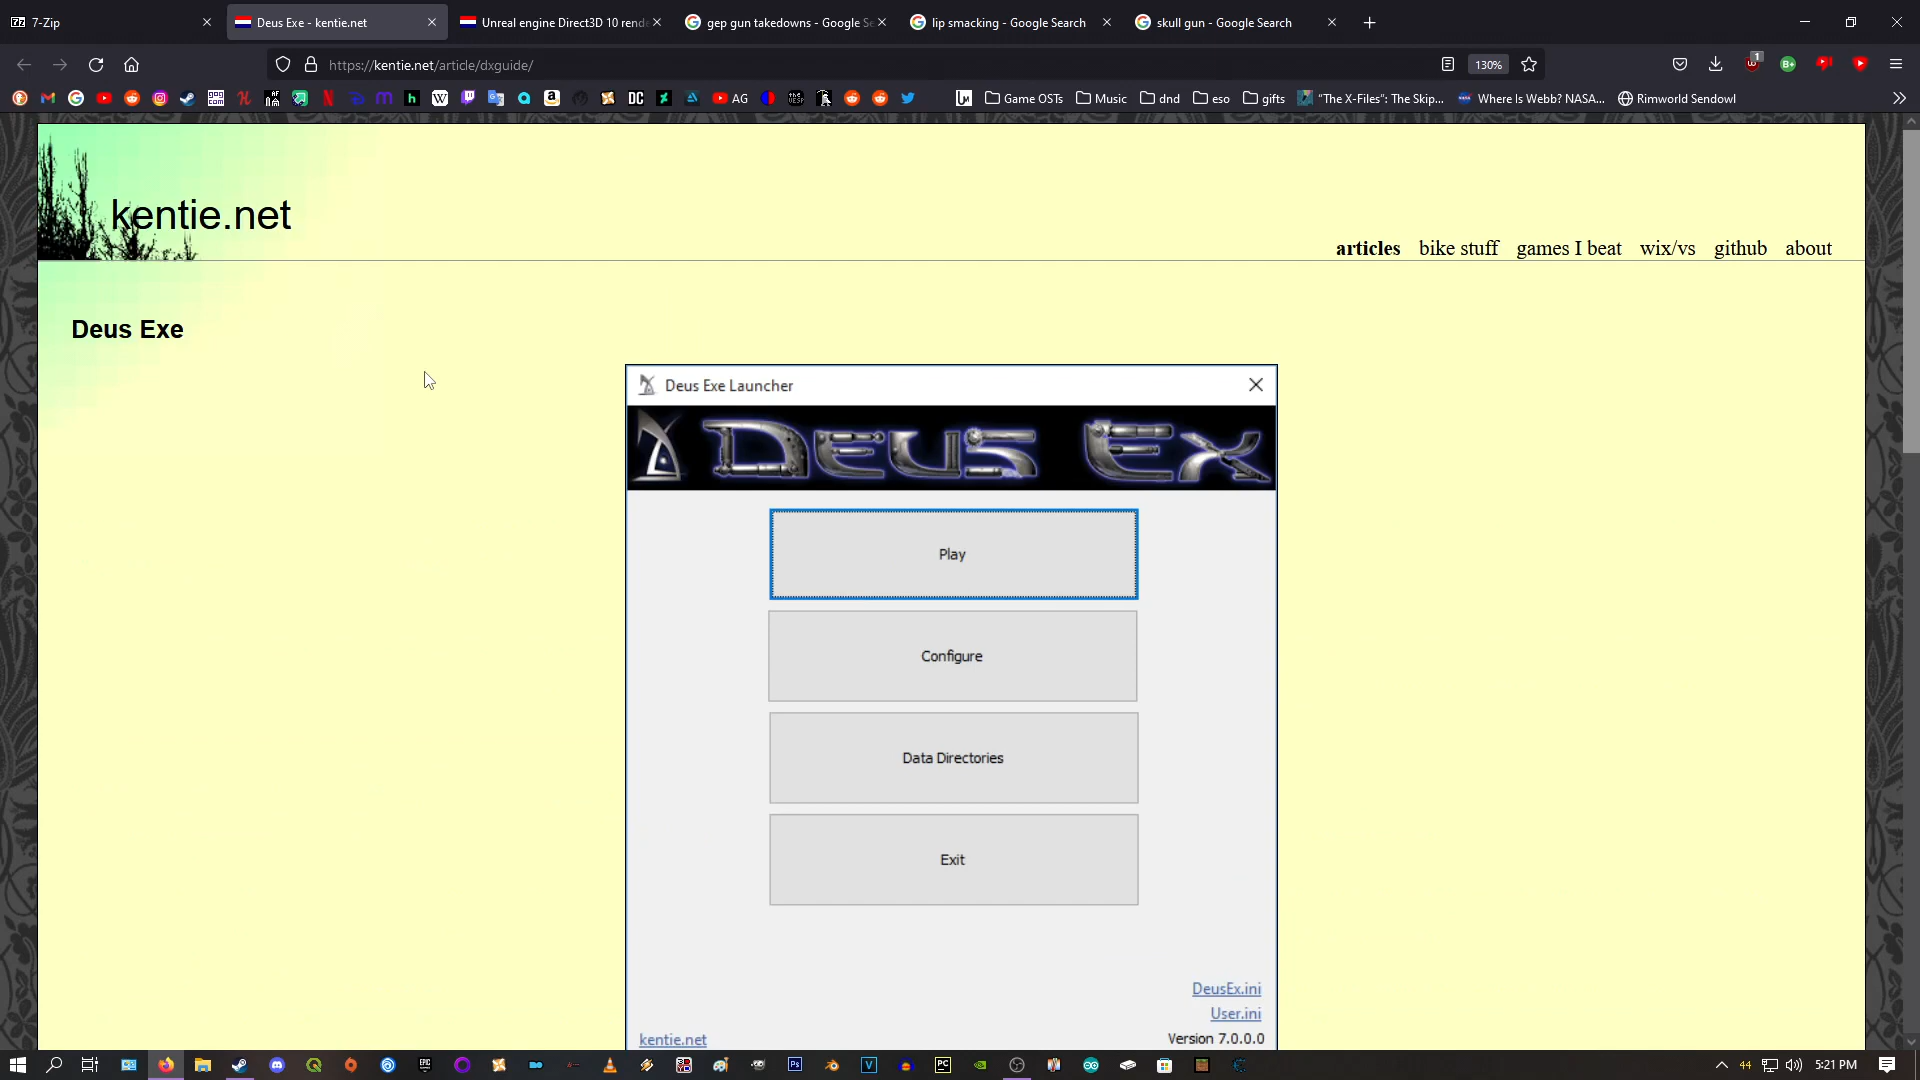 7-Zip
Deus Exe - kentie.net
Unreal engine Direct3D 10 rende
gep gun takedowns - Google Se
lip smacking - Google Search
skull gun - Google Search
https://kentie.net/article/dxguide/
130%
1
AG
Game OSTs
Music
dnd
eso
gifts
"The X-Files": The Skip...
Where Is Webb? NASA...
Rimworld Sendowl
kentie.net
articles
bike stuff
games I beat
wix/vs
github
about
Deus Exe
Deus Exe Launcher
DEUS EX
Play
Configure
Data Directories
Exit
DeusEx.ini
User.ini
kentie.net
Version 7.0.0.0
44
5:21 PM